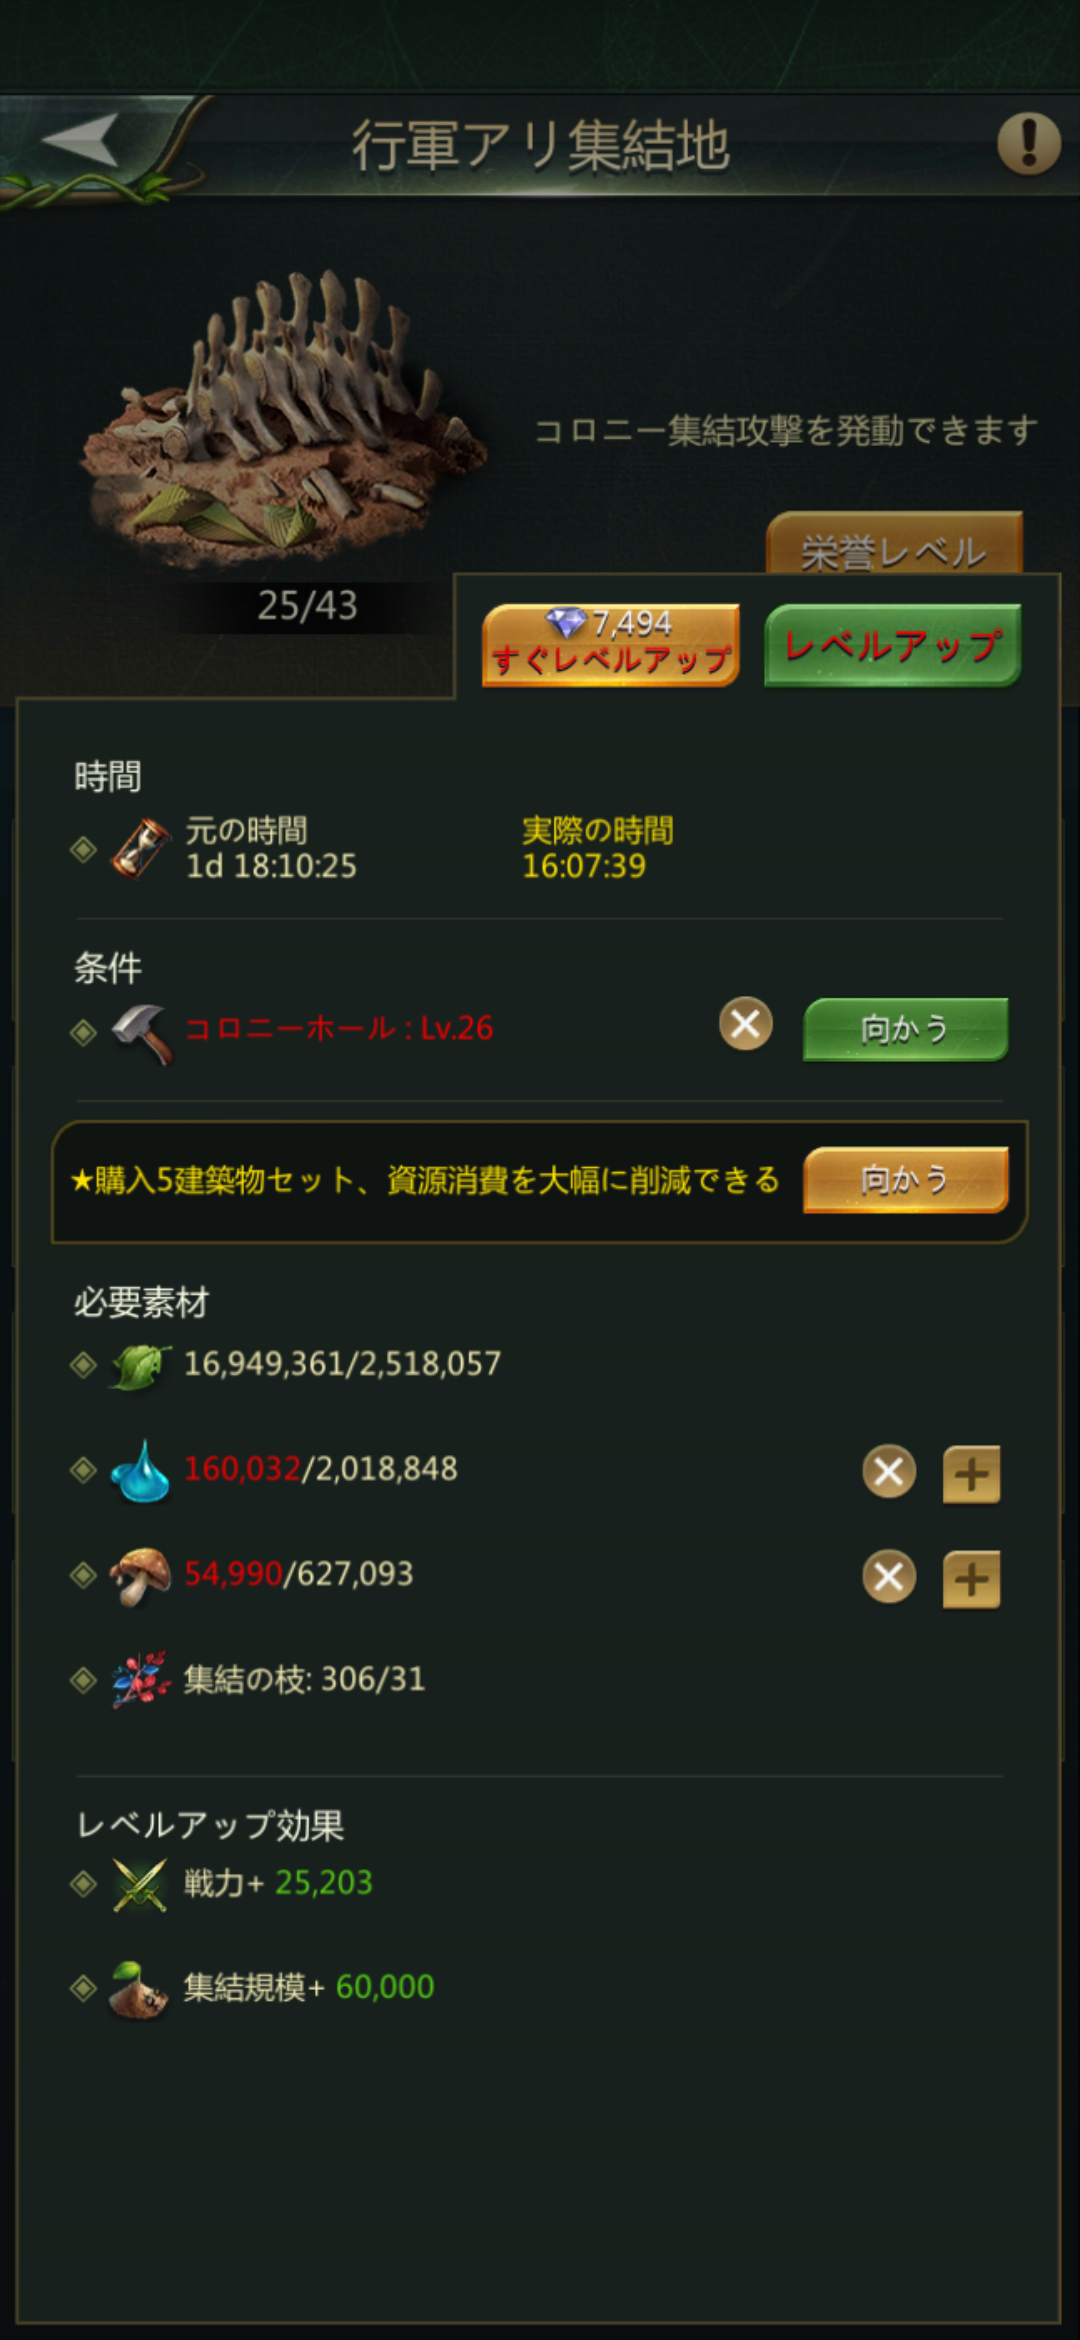 行軍アリ集結地
コロニー集結攻撃を発動できます
栄誉レベル
25/43
7,494
すぐレベルアップ
レベルアップ
時間
元の時間
1d 18:10:25
実際の時間
16:07:39
条件
コロニーホール : Lv.26
向かう
★購入5建築物セット、資源消費を大幅に削減できる
向かう
必要素材
16,949,361/2,518,057
160,032/2,018,848
54,990/627,093
集結の枝: 306/31
レベルアップ効果
戦力+ 25,203
集結規模+ 60,000